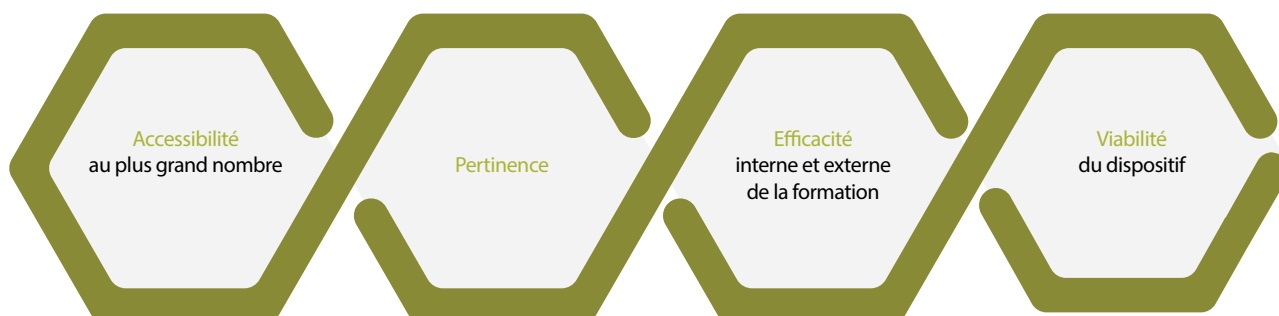 Accessibilité
au plus grand nombre
Pertinence
Efficacité
interne et externe
de la formation
Viabilité
du dispositif